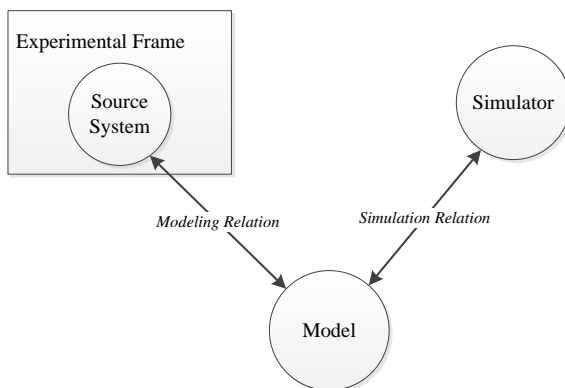 Experimental Frame
Source
System
Simulator
Modeling Relation
Simulation Relation
Model